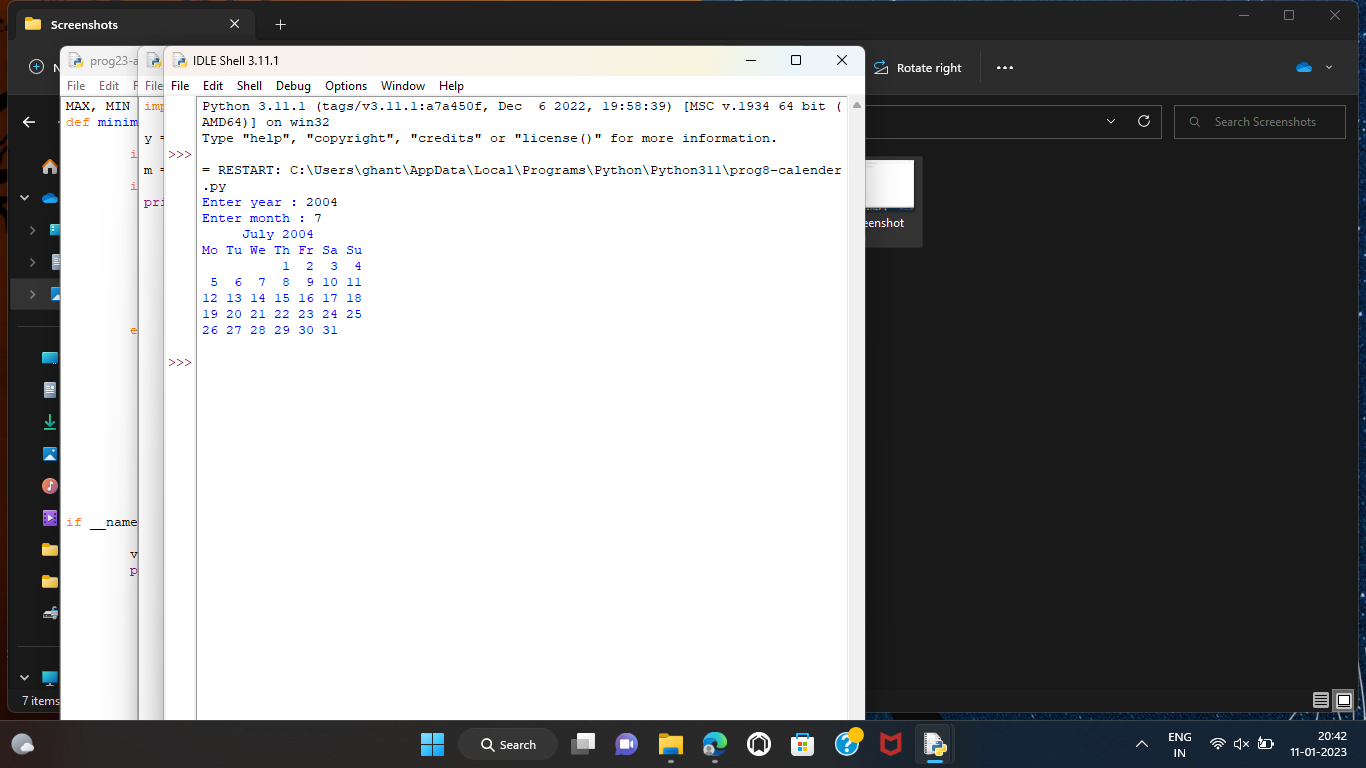 Screenshots
N
Rotate right
Search Screenshots
eenshot
7 items
prog23-a
File Edit F
MAX, MIN
def minim
i
i
e
if __name
v
p
File
imp
y =
m =
pri
IDLE Shell 3.11.1
File Edit Shell Debug Options Window Help
Python 3.11.1 (tags/v3.11.1:a7a450f, Dec  6 2022, 19:58:39) [MSC v.1934 64 bit (
AMD64)] on win32
Type "help", "copyright", "credits" or "license()" for more information.
>>>
= RESTART: C:\Users\ghant\AppData\Local\Programs\Python\Python311\prog8-calender
.py
Enter year : 2004
Enter month : 7
July 2004
Mo Tu We Th Fr Sa Su
1  2  3  4
5  6  7  8  9 10 11
12 13 14 15 16 17 18
19 20 21 22 23 24 25
26 27 28 29 30 31
>>>
Search
ENG
IN
20:42
11-01-2023